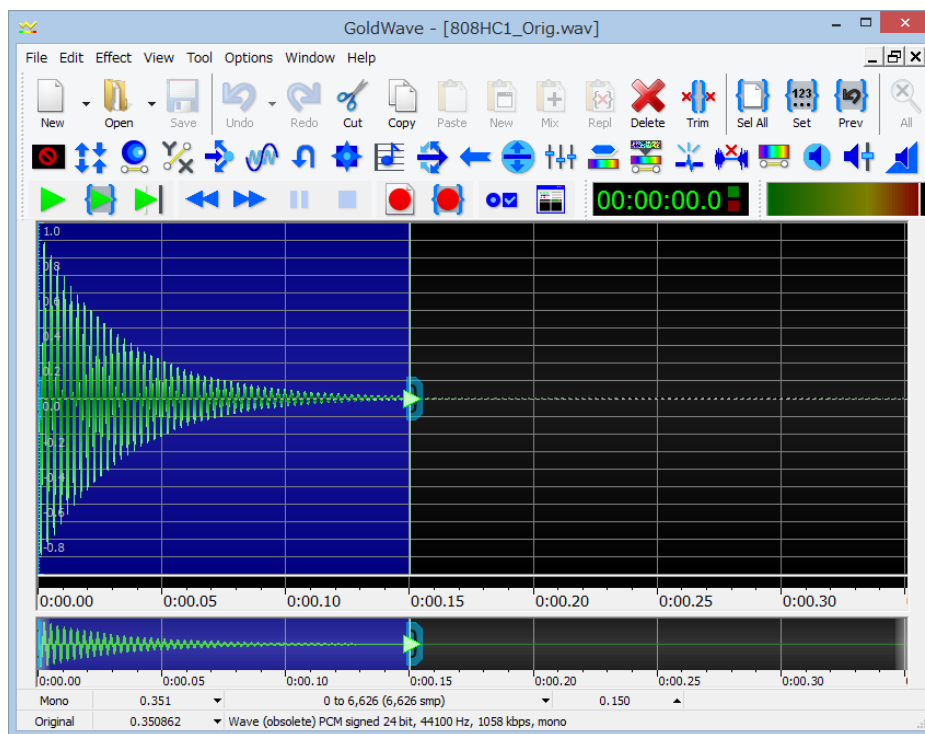 GoldWave - [808HC1_Orig.wav]
File Edit Effect View Tool Options Window Help
New Open Save Undo Redo Cut Copy Paste New Mix Repl Delete Trim Sel All Set Prev All
123
00:00:00.0
1.0
0.8
0.6
0.4
0.2
0.0
-0.2
-0.4
-0.6
-0.8
0:00.00 0:00.05 0:00.10 0:00.15 0:00.20 0:00.25 0:00.30
0:00.00 0:00.05 0:00.10 0:00.15 0:00.20 0:00.25 0:00.30
Mono 0.351 0 to 6,626 (6,626 smp) 0.150
Original 0.350862 Wave (obsolete) PCM signed 24 bit, 44100 Hz, 1058 kbps, mono